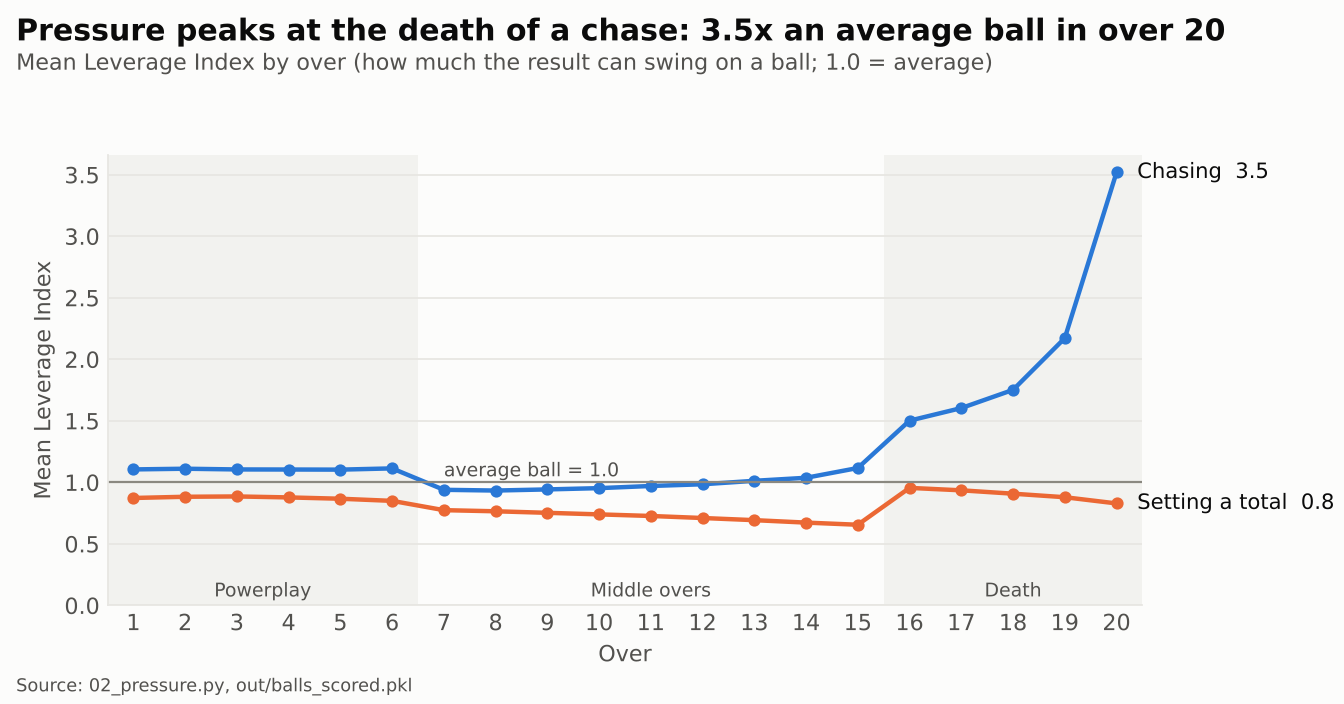 Pressure peaks at the death of a chase: 3.5x an average ball in over 20
Mean Leverage Index by over (how much the result can swing on a ball; 1.0 = average)
3.5
3.0
2.5
2.0
1.5
1.0
0.5
0.0
Mean Leverage Index
Chasing 3.5
average ball = 1.0
Setting a total 0.8
Powerplay
Middle overs
Death
1 2 3 4 5 6 7 8 9 10 11 12 13 14 15 16 17 18 19 20
Over
Source: 02_pressure.py, out/balls_scored.pkl